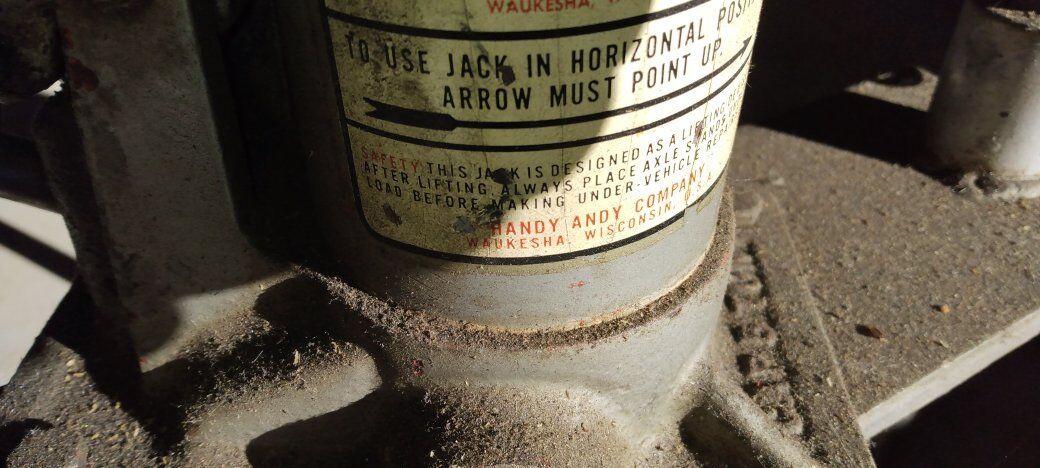 WAUKESHA,
TO USE JACK IN HORIZONTAL
ARROW MUST POINT UP.
SAFETY THIS JACK IS DESIGNED AS A
AFTER LIFTING, ALWAYS PLACE AXLE STANDS
LOAD BEFORE MAKING UNDER-VEHICLE
HANDY ANDY COMPANY
WAUKESHA, WISCONSIN, U.S.A.